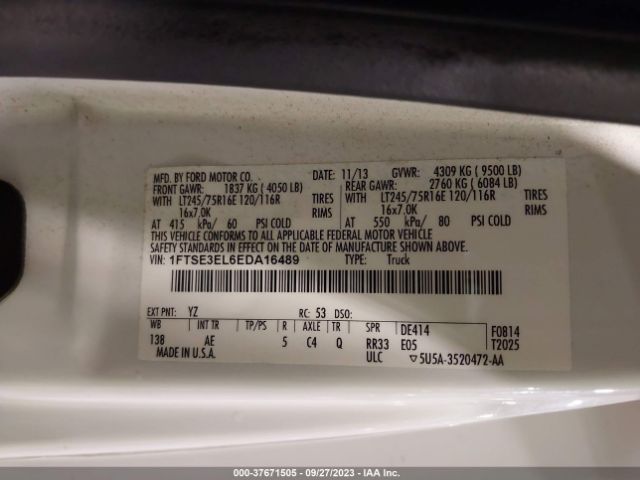 MFD. BY FORD MOTOR CO. DATE: 11/13 GVWR: 4309 KG ( 9500 LB)
FRONT GAWR: 1837 KG ( 4050 LB) REAR GAWR: 2760 KG ( 6084 LB)
WITH LT245/75R16E 120/116R TIRES WITH LT245/75R16E 120/116R TIRES
16x7.0K RIMS 16x7.0K RIMS
AT 415 kPa/ 60 PSI COLD AT 550 kPa/ 80 PSI COLD
THIS VEHICLE CONFORMS TO ALL APPLICABLE FEDERAL MOTOR VEHICLE
SAFETY STANDARDS IN EFFECT ON THE DATE OF MANUFACTURE SHOWN ABOVE.
VIN: 1FTSE3EL6EDA16489 TYPE: Truck
EXT PNT: YZ RC: 53 DSO:
WB INT TR TP/PS R AXLE TR SPR DE414 F0814
138 AE 5 C4 Q RR33 E05 T2025
MADE IN U.S.A. ULC ▽5U5A-3520472-AA
000-37671505 / 09/27/2023 - IAA Inc.